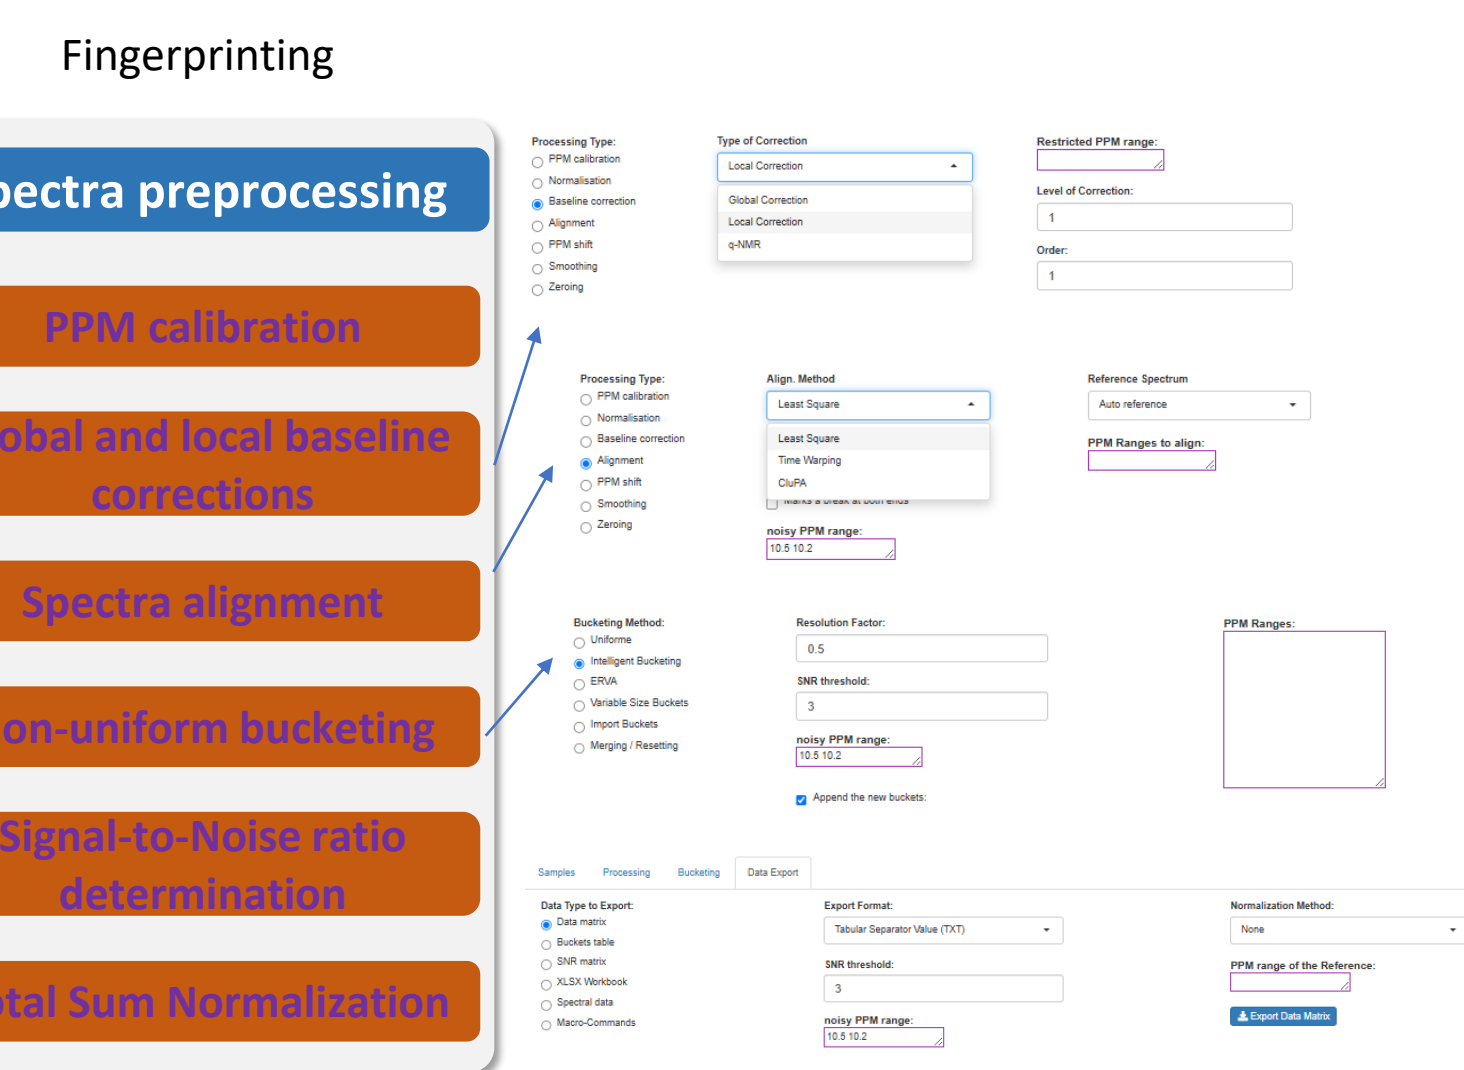 Fingerprinting
pectra preprocessing
PPM calibration
obal and local baseline
corrections
Spectra alignment
on-uniform bucketing
Signal-to-Noise ratio
determination
tal Sum Normalization
Processing Type:
PPM calibration
Normalisation
Baseline correction
Alignment
PPM shift
Smoothing
Zeroing
Type of Correction
Local Correction
Global Correction
Local Correction
q-NMR
Restricted PPM range:
Level of Correction:
1
Order:
1
Processing Type:
PPM calibration
Normalisation
Baseline correction
Alignment
PPM shift
Smoothing
Zeroing
Align. Method
Least Square
Least Square
Time Warping
CluPA
Marks a break at both ends
noisy PPM range:
10.5 10.2
Reference Spectrum
Auto reference
PPM Ranges to align:
Bucketing Method:
Uniforme
Intelligent Bucketing
ERVA
Variable Size Buckets
Import Buckets
Merging / Resetting
Resolution Factor:
0.5
SNR threshold:
3
noisy PPM range:
10.5 10.2
Append the new buckets:
PPM Ranges:
Samples Processing Bucketing Data Export
Data Type to Export:
Data matrix
Buckets table
SNR matrix
XLSX Workbook
Spectral data
Macro-Commands
Export Format:
Tabular Separator Value (TXT)
SNR threshold:
3
noisy PPM range:
10.5 10.2
Normalization Method:
None
PPM range of the Reference:
Export Data Matrix